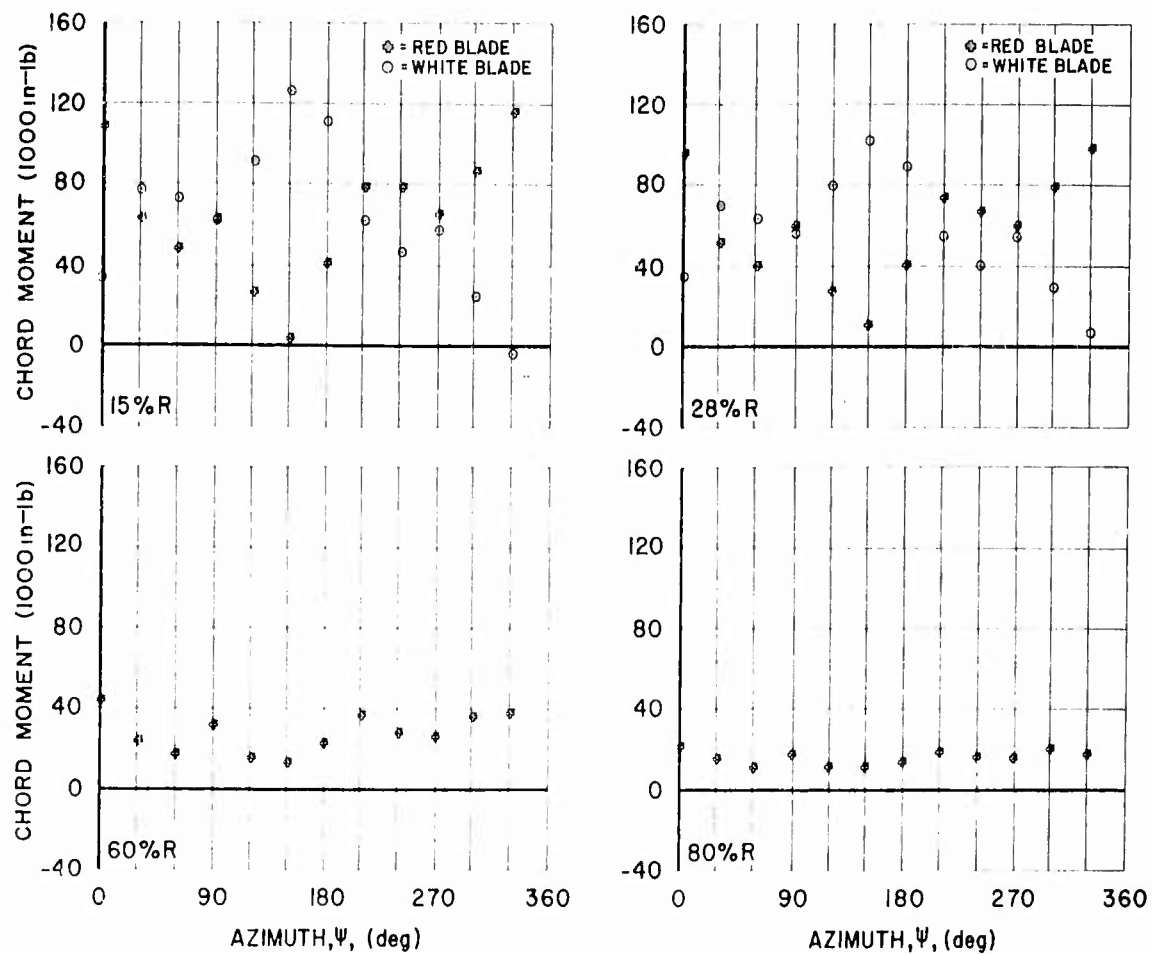 CHORD MOMENT (1000 in-lb)
160
120
80
40
0
-40
⌖ = RED BLADE
○ = WHITE BLADE
15%R
160
120
80
40
0
-40
⌖ = RED BLADE
○ = WHITE BLADE
28%R
CHORD MOMENT (1000 in-lb)
160
120
80
40
0
-40
60%R
0 90 180 270 360
AZIMUTH,Ψ, (deg)
160
120
80
40
0
-40
80%R
0 90 180 270 360
AZIMUTH,Ψ, (deg)